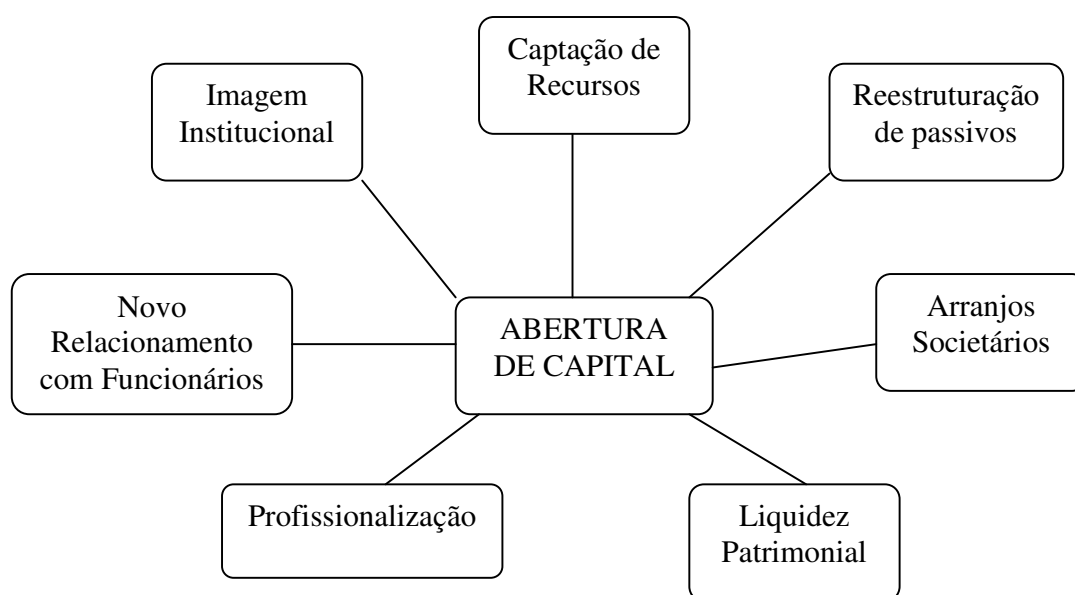 Captação de
Recursos
Imagem
Institucional
Reestruturação
de passivos
Novo
Relacionamento
com Funcionários
ABERTURA
DE CAPITAL
Arranjos
Societários
Profissionalização
Liquidez
Patrimonial